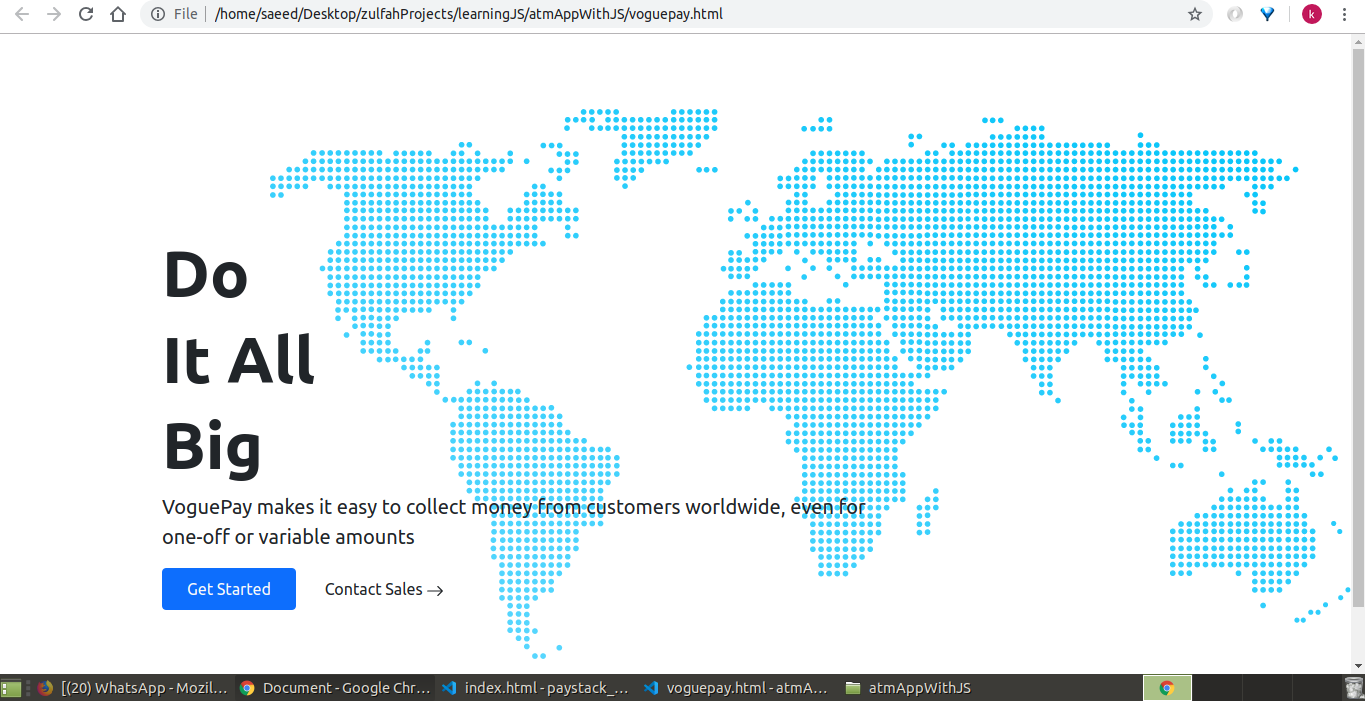 File /home/saeed/Desktop/zulfahProjects/learningJS/atmAppWithJS/voguepay.html
k
Do
It All
Big
VoguePay makes it easy to collect money from customers worldwide, even for
one-off or variable amounts
Get Started
Contact Sales →
[(20) WhatsApp - Mozil...
Document - Google Chr...
index.html - paystack_...
voguepay.html - atmA...
atmAppWithJS